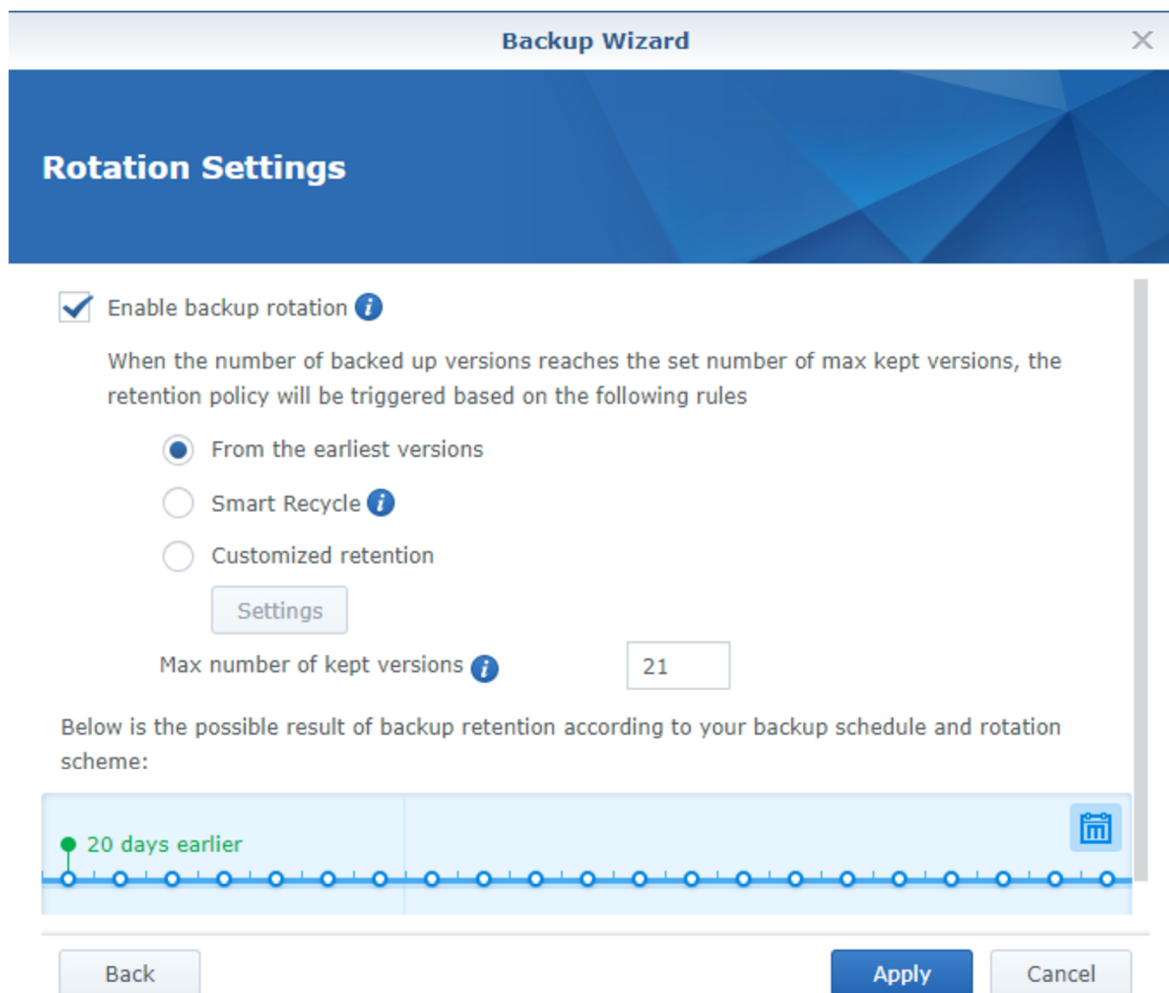 Backup Wizard
Rotation Settings
Enable backup rotation
When the number of backed up versions reaches the set number of max kept versions, the
retention policy will be triggered based on the following rules
From the earliest versions
Smart Recycle
Customized retention
Settings
Max number of kept versions 21
Below is the possible result of backup retention according to your backup schedule and rotation
scheme:
20 days earlier
Back Apply Cancel